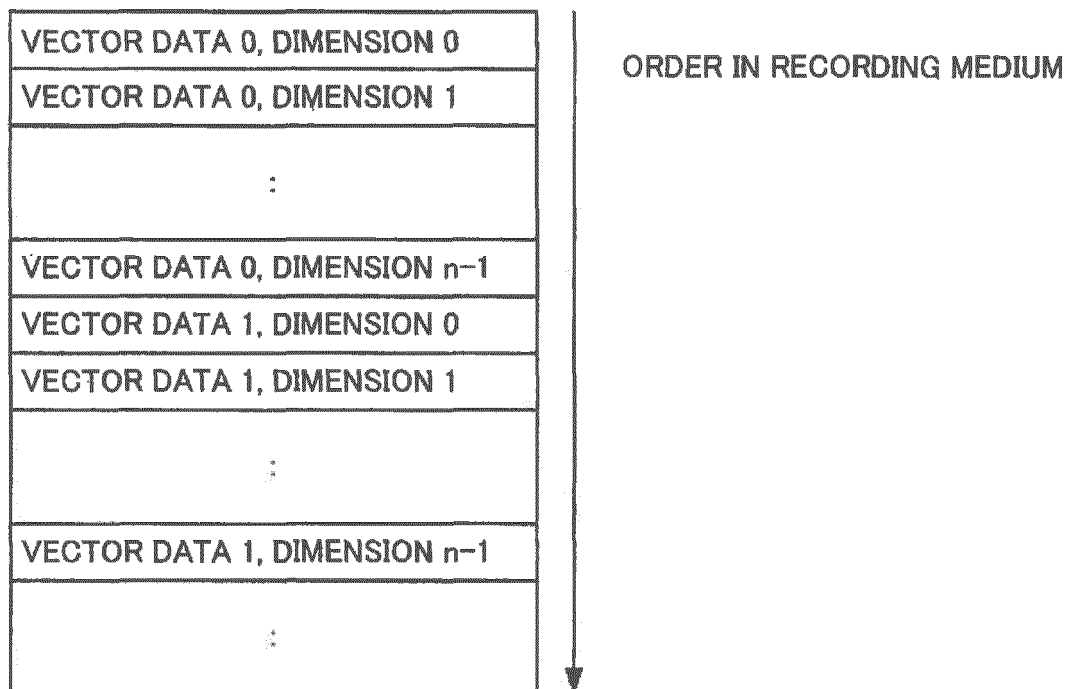 VECTOR DATA 0, DIMENSION 0
ORDER IN RECORDING MEDIUM
VECTOR DATA 0, DIMENSION 1
:
VECTOR DATA 0, DIMENSION n-1
VECTOR DATA 1, DIMENSION 0
VECTOR DATA 1, DIMENSION 1
:
VECTOR DATA 1, DIMENSION n-1
: